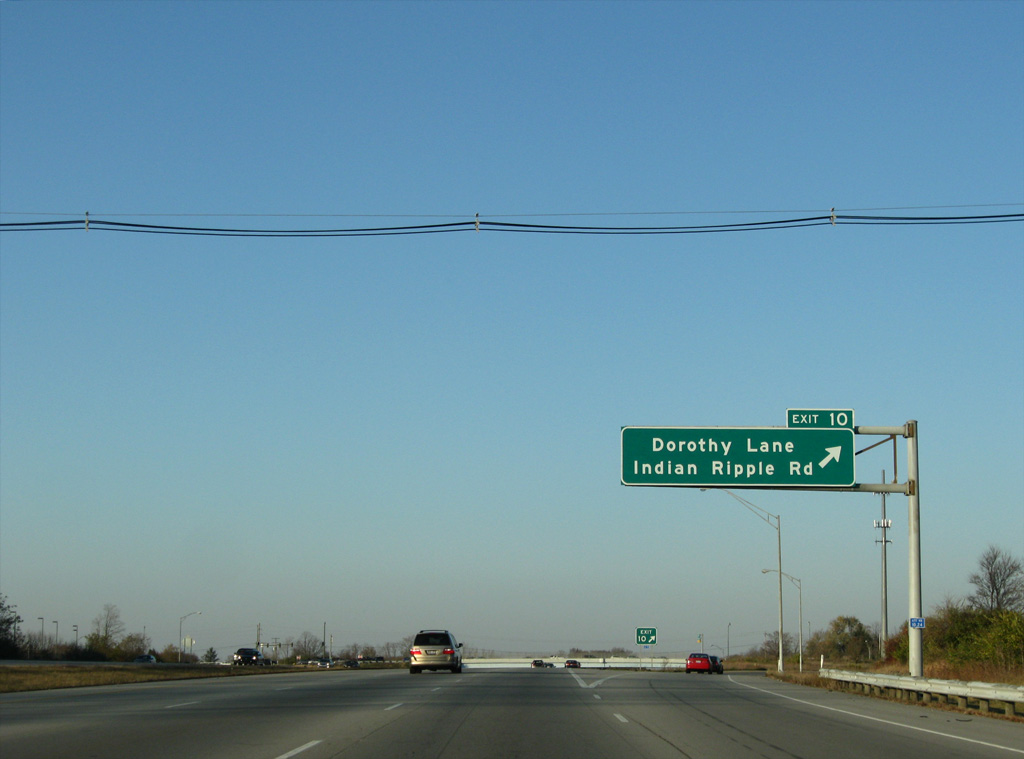 EXIT 10
Dorothy Lane
Indian Ripple Rd
EXIT
10